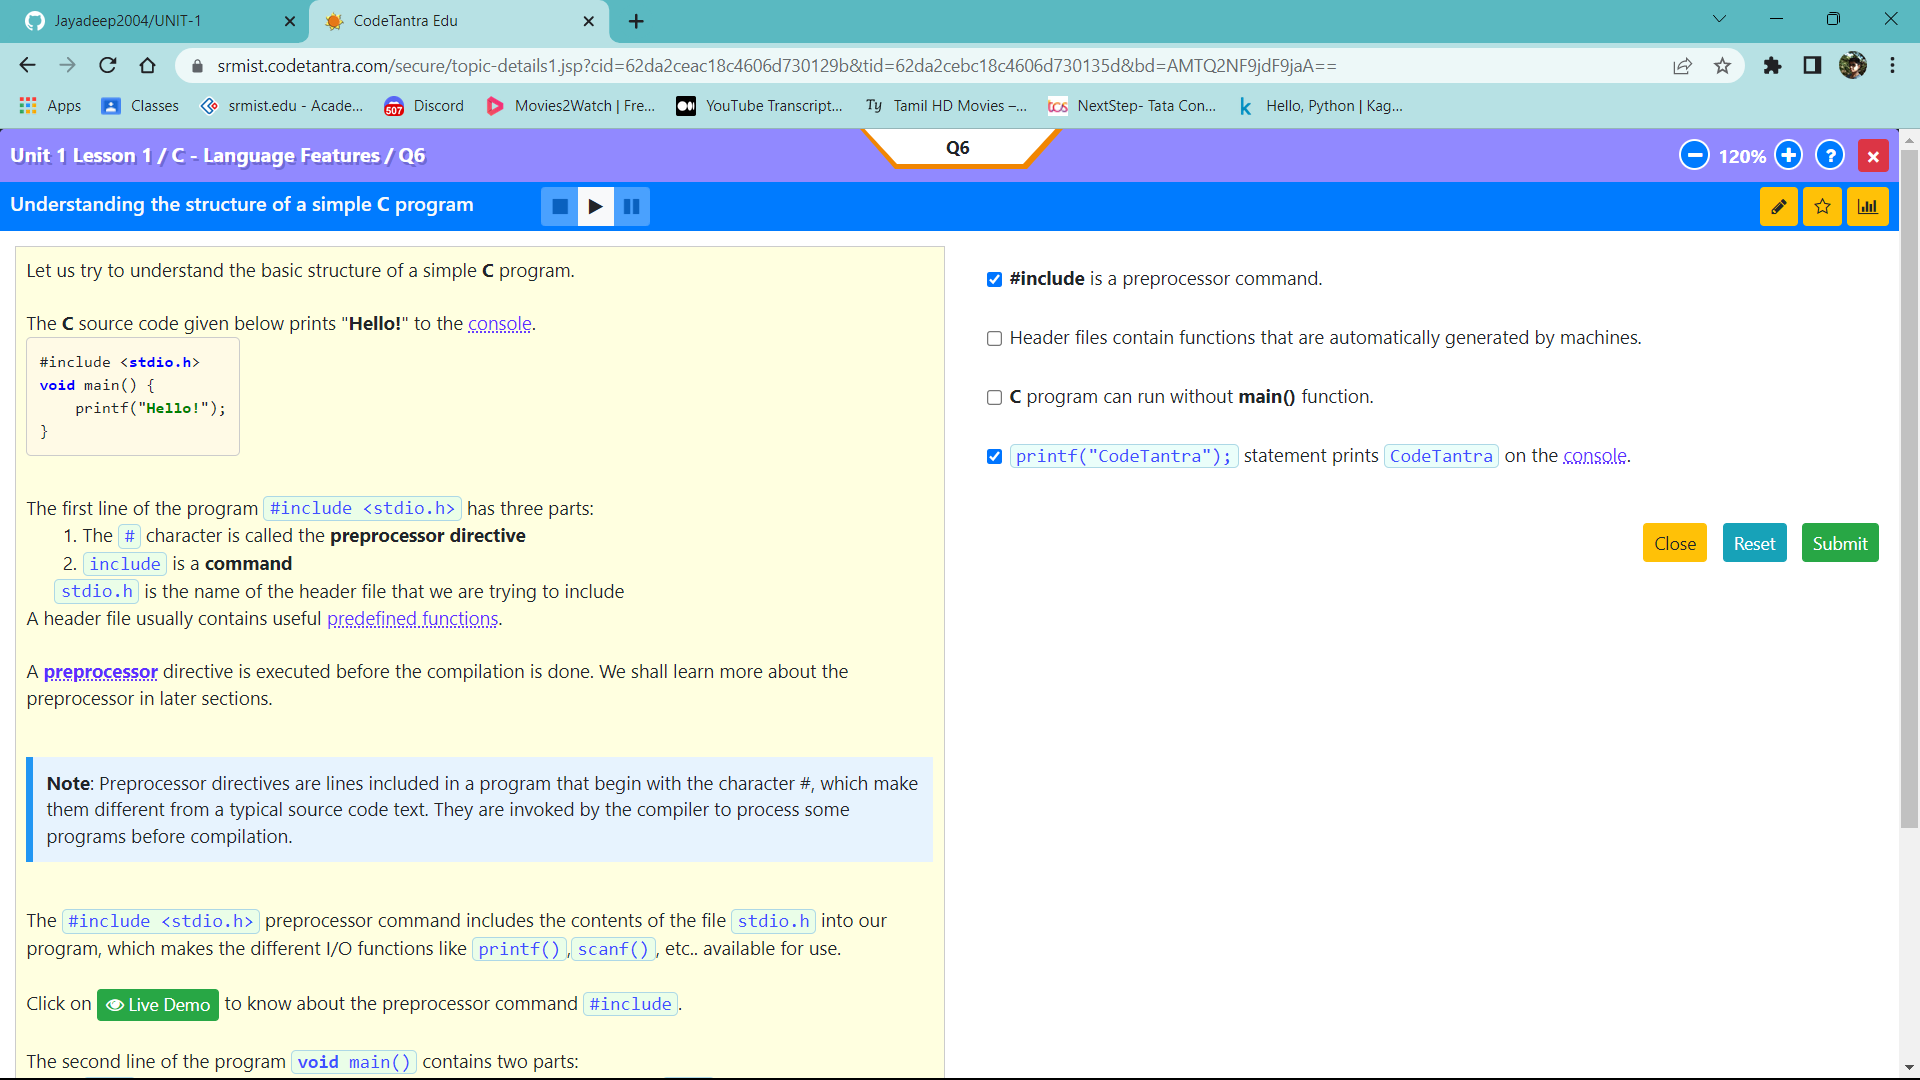 Jayadeep2004/UNIT-1
CodeTantra Edu
srmist.codetantra.com/secure/topic-details1.jsp?cid=62da2ceac18c4606d730129b&tid=62da2cebc18c4606d730135d&bd=AMTQ2NF9jdF9jaA==
Apps Classes srmist.edu - Acade... 507 Discord Movies2Watch | Fre... YouTube Transcript... Ty Tamil HD Movies –... tcs NextStep- Tata Con... k Hello, Python | Kag...
Unit 1 Lesson 1 / C - Language Features / Q6
Q6
120%
?
Understanding the structure of a simple C program
Let us try to understand the basic structure of a simple C program.
The C source code given below prints "Hello!" to the console.
#include <stdio.h>
void main() {
printf("Hello!");
}
The first line of the program #include <stdio.h> has three parts:
1. The # character is called the preprocessor directive
2. include is a command
stdio.h is the name of the header file that we are trying to include
A header file usually contains useful predefined functions.
A preprocessor directive is executed before the compilation is done. We shall learn more about the
preprocessor in later sections.
Note: Preprocessor directives are lines included in a program that begin with the character #, which make
them different from a typical source code text. They are invoked by the compiler to process some
programs before compilation.
The #include <stdio.h> preprocessor command includes the contents of the file stdio.h into our
program, which makes the different I/O functions like printf(), scanf(), etc.. available for use.
Click on Live Demo to know about the preprocessor command #include.
The second line of the program void main() contains two parts:
#include is a preprocessor command.
Header files contain functions that are automatically generated by machines.
C program can run without main() function.
printf("CodeTantra"); statement prints CodeTantra on the console.
Close Reset Submit